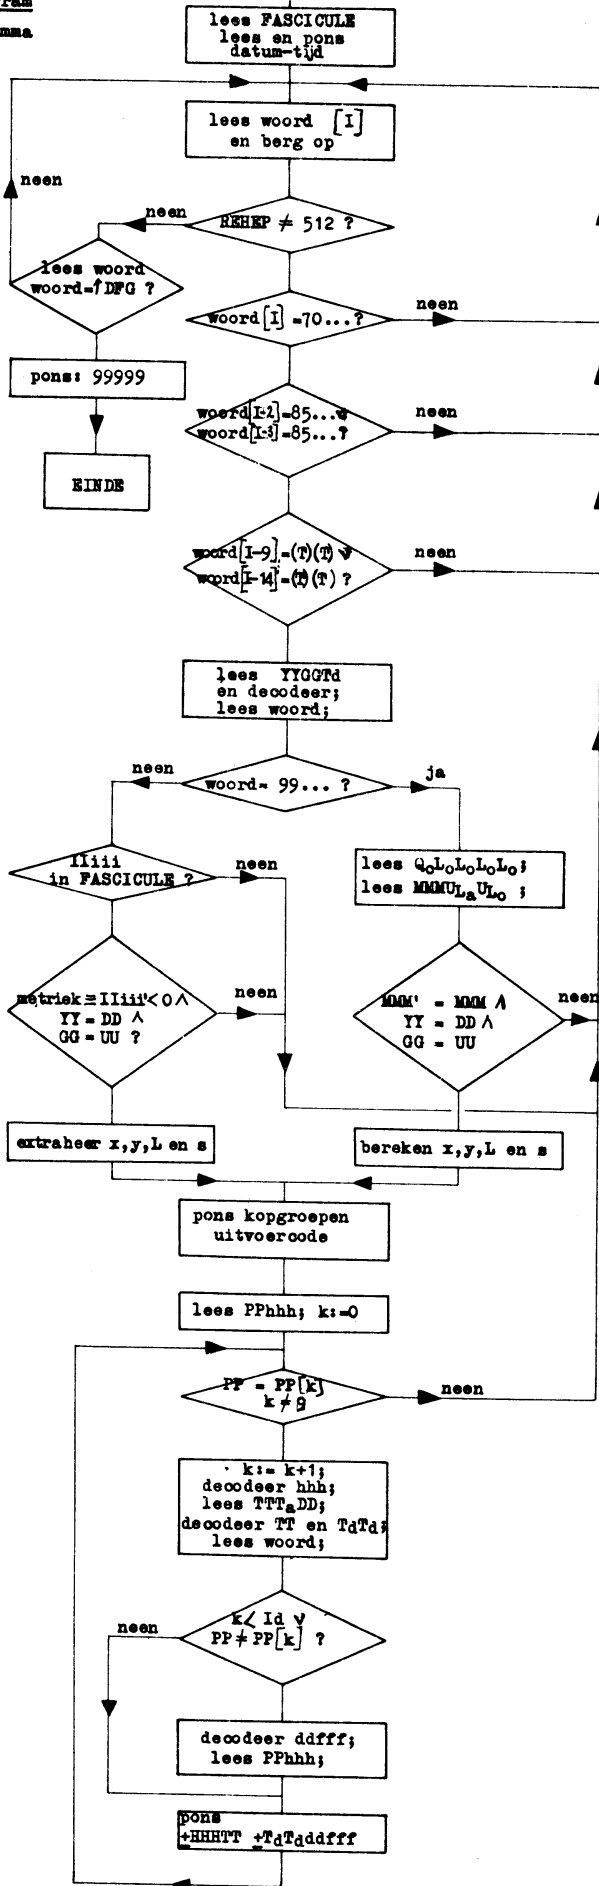 ram
mma
lees FASCICULE
lees en pons
datum-tijd
lees woord [I]
en berg op
neen
neen
REHEP ≠ 512 ?
lees woord
woord=↑DFG ?
neen
woord[I] =70...?
pons: 99999
neen
woord[I-2]=85...∨
woord[I-3]=85...?
EINDE
neen
woord[I-9]=(T)(T) ∨
woord[I-14]=(T)(T) ?
lees YYGGTd
en decodeer;
lees woord;
neen
woord= 99... ?
ja
IIiii
in FASCICULE ?
neen
lees QoLoLoLoLo;
lees MMMULaULo ;
metriek≡IIiii'<0 ∧
YY = DD ∧
GG = UU ?
neen
MMM' = MMM ∧
YY = DD ∧
GG = UU
neen
extraheer x,y,L en s
bereken x,y,L en s
pons kopgroepen
uitvoercode
lees PPhhh; k:=0
PP = PP[k]
k ≠ 8
neen
k:= k+1;
decodeer hhh;
lees TTTaDD;
decodeer TT en TdTd;
lees woord;
neen
k< Id ∨
PP≠PP[k] ?
decodeer ddfff;
lees PPhhh;
pons
+HHHTT +TdTdddfff